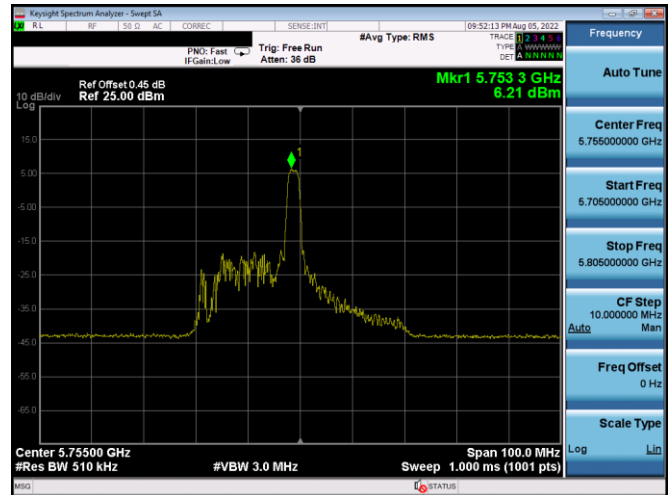 Keysight Spectrum Analyzer - Swept SA
LXI RL RF 50 Ω AC CORREC SENSE:INT 09:52:13 PM Aug 05, 2022
#Avg Type: RMS
TRACE 1 2 3 4 5 6
TYPE A WWWWW
DET A N N N N N
PNO: Fast
IFGain:Low
Trig: Free Run
Atten: 36 dB
Mkr1 5.753 3 GHz
6.21 dBm
Ref Offset 0.45 dB
10 dB/div Ref 25.00 dBm
Log
15.0
5.00
-5.00
-15.0
-25.0
-35.0
-45.0
-55.0
-65.0
1
Center 5.75500 GHz Span 100.0 MHz
#Res BW 510 kHz #VBW 3.0 MHz Sweep 1.000 ms (1001 pts)
MSG STATUS
Frequency
Auto Tune
Center Freq
5.755000000 GHz
Start Freq
5.705000000 GHz
Stop Freq
5.805000000 GHz
CF Step
10.000000 MHz
Auto Man
Freq Offset
0 Hz
Scale Type
Log Lin